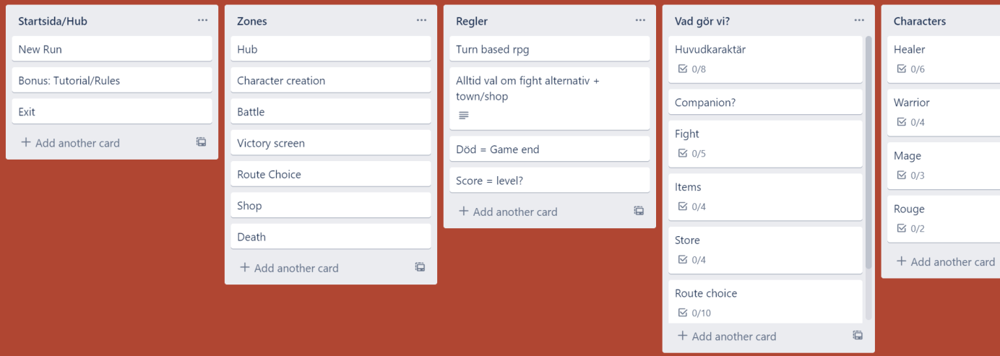 Startsida/Hub
New Run
Bonus: Tutorial/Rules
Exit
+ Add another card
Zones
Hub
Character creation
Battle
Victory screen
Route Choice
Shop
Death
+ Add another card
Regler
Turn based rpg
Alltid val om fight alternativ +
town/shop
Död = Game end
Score = level?
+ Add another card
Vad gör vi?
Huvudkaraktär
0/8
Companion?
Fight
0/5
Items
0/4
Store
0/4
Route choice
0/10
+ Add another card
Characters
Healer
0/6
Warrior
0/4
Mage
0/3
Rouge
0/2
+ Add another card